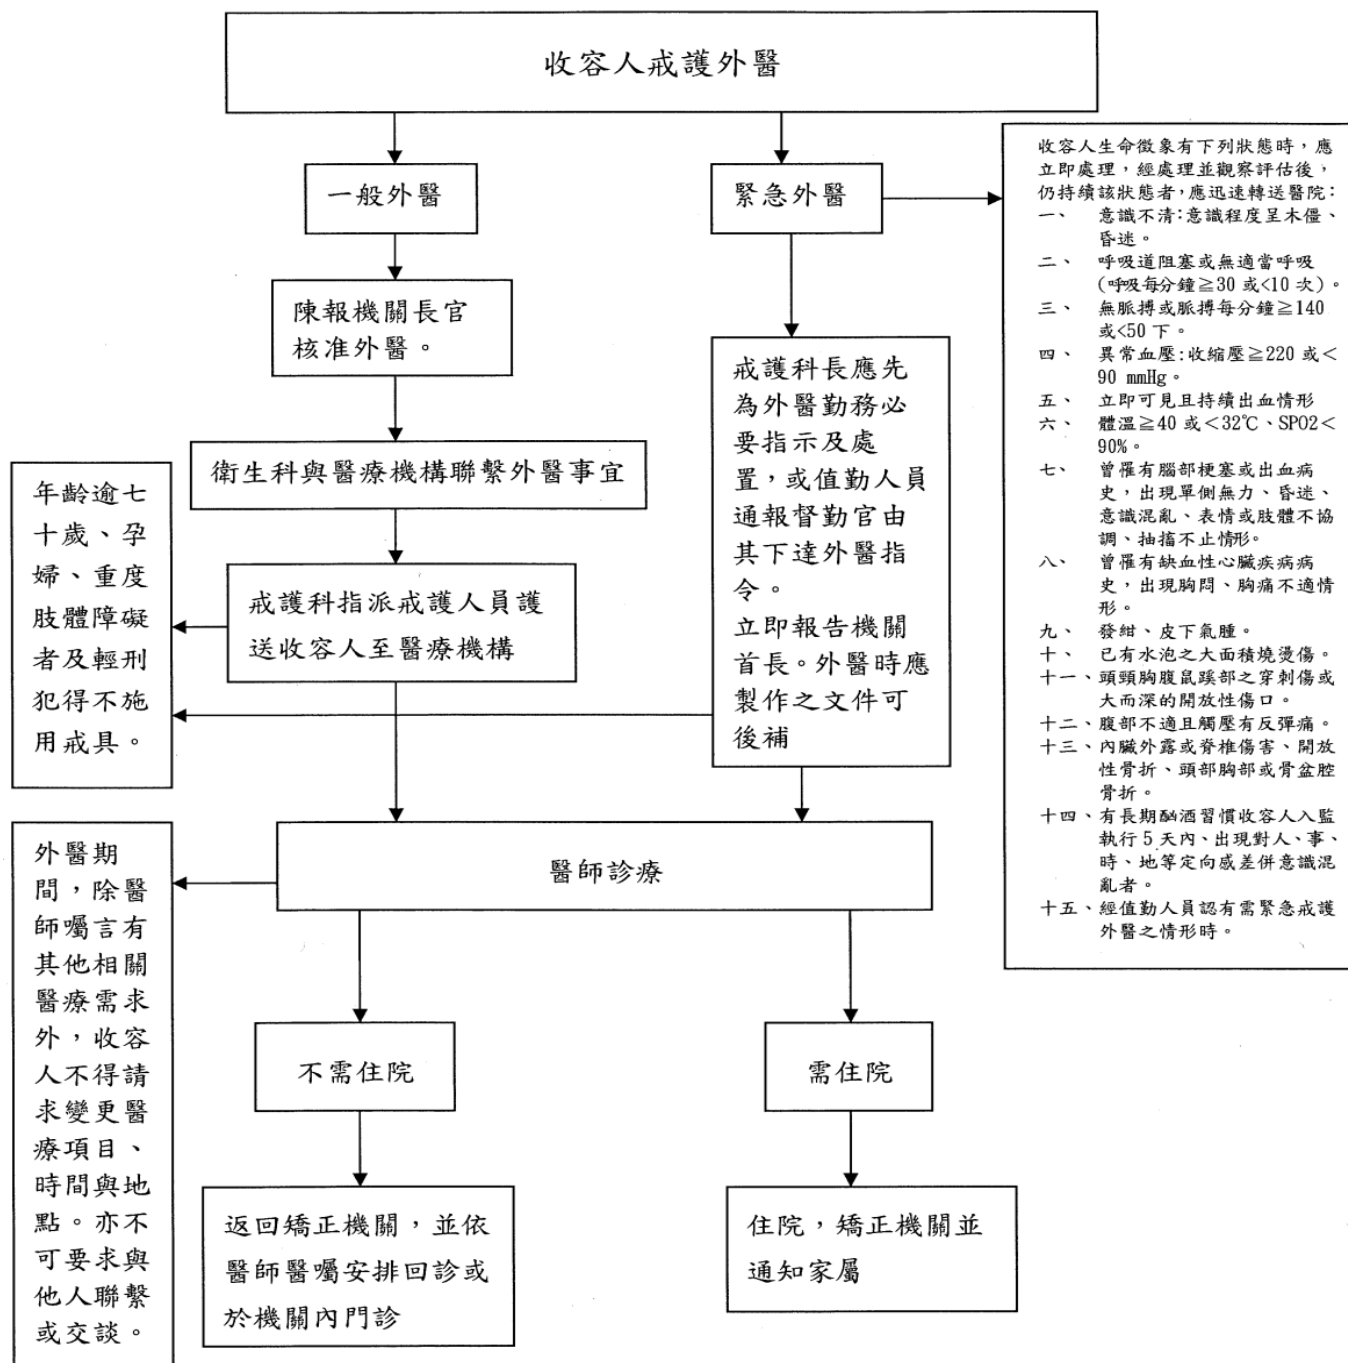 收容人戒護外醫
一般外醫
緊急外醫
收容人生命徵象有下列狀態時，應
立即處理，經處理並觀察評估後，
仍持續該狀態者，應迅速轉送醫院：
一、 意識不清：意識程度呈木僵、
昏迷。
二、 呼吸道阻塞或無適當呼吸
（呼吸每分鐘≧30 或<10 次）。
三、 無脈搏或脈搏每分鐘≧140
或<50 下。
四、 異常血壓：收縮壓≧220 或＜
90 mmHg。
五、 立即可見且持續出血情形
六、 體溫≧40 或＜32℃、SPO2＜
90%。
七、 曾罹有腦部梗塞或出血病
史，出現單側無力、昏迷、
意識混亂、表情或肢體不協
調、抽搐不止情形。
八、 曾罹有缺血性心臟疾病病
史，出現胸悶、胸痛不適情
形。
九、 發紺、皮下氣腫。
十、 已有水泡之大面積燒燙傷。
十一、頭頸胸腹鼠蹊部之穿刺傷或
大而深的開放性傷口。
十二、腹部不適且觸壓有反彈痛。
十三、內臟外露或脊椎傷害、開放
性骨折、頭部胸部或骨盆腔
骨折。
十四、有長期酗酒習慣收容人入監
執行 5 天內、出現對人、事、
時、地等定向感差併意識混
亂者。
十五、經值勤人員認有需緊急戒護
外醫之情形時。
陳報機關長官
核准外醫。
戒護科長應先
為外醫勤務必
要指示及處
置，或值勤人員
通報督勤官由
其下達外醫指
令。
立即報告機關
首長。外醫時應
製作之文件可
後補
衛生科與醫療機構聯繫外醫事宜
年齡逾七
十歲、孕
婦、重度
肢體障礙
者及輕刑
犯得不施
用戒具。
戒護科指派戒護人員護
送收容人至醫療機構
醫師診療
外醫期
間，除醫
師囑言有
其他相關
醫療需求
外，收容
人不得請
求變更醫
療項目、
時間與地
點。亦不
可要求與
他人聯繫
或交談。
不需住院
需住院
返回矯正機關，並依
醫師醫囑安排回診或
於機關內門診
住院，矯正機關並
通知家屬